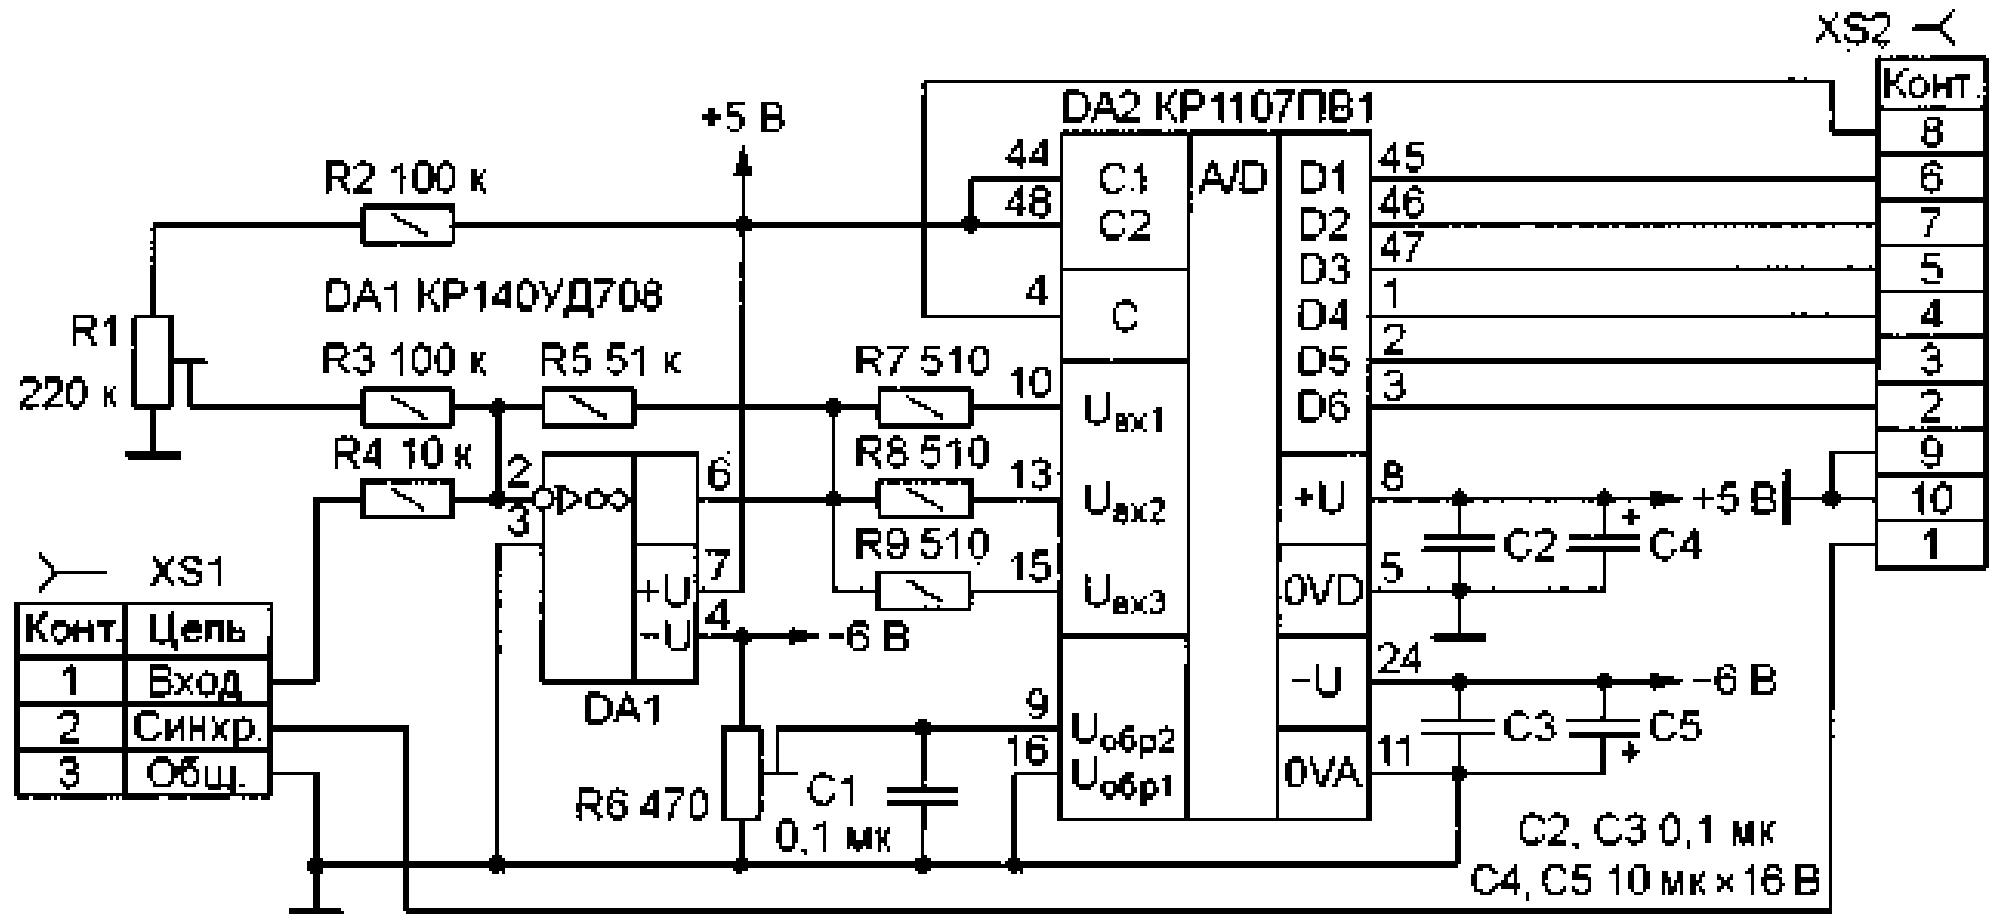 XS2
Конт.
8
6
7
5
4
3
2
9
10
1
DA2 КР1107ПВ1
+5 В
R2 100 к
44
48
4
10
13
15
9
16
C1
C2
C
Uвх1
Uвх2
Uвх3
Uобр2
Uобр1
A/D
D1
D2
D3
D4
D5
D6
+U
0VD
−U
0VA
45
46
47
1
2
3
8
5
24
11
DA1 КР140УД708
R1
220 к
R3 100 к
R5 51 к
R7 510
R4 10 к
R8 510
R9 510
2
3
6
7
4
+U
−U
DA1
−6 В
+5 В
C2
C4
+
−6 В
C3
C5
+
XS1
Конт. Цепь
1 Вход
2 Синхр.
3 Общ.
R6 470
C1
0,1 мк
C2, C3 0,1 мк
C4, C5 10 мк × 16 В